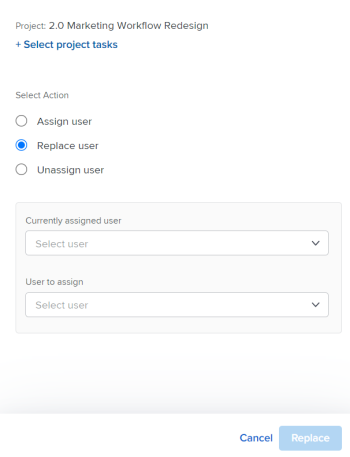 Project: 2.0 Marketing Workflow Redesign
+ Select project tasks
Select Action
Assign user
Replace user
Unassign user
Currently assigned user
Select user
User to assign
Select user
Cancel Replace